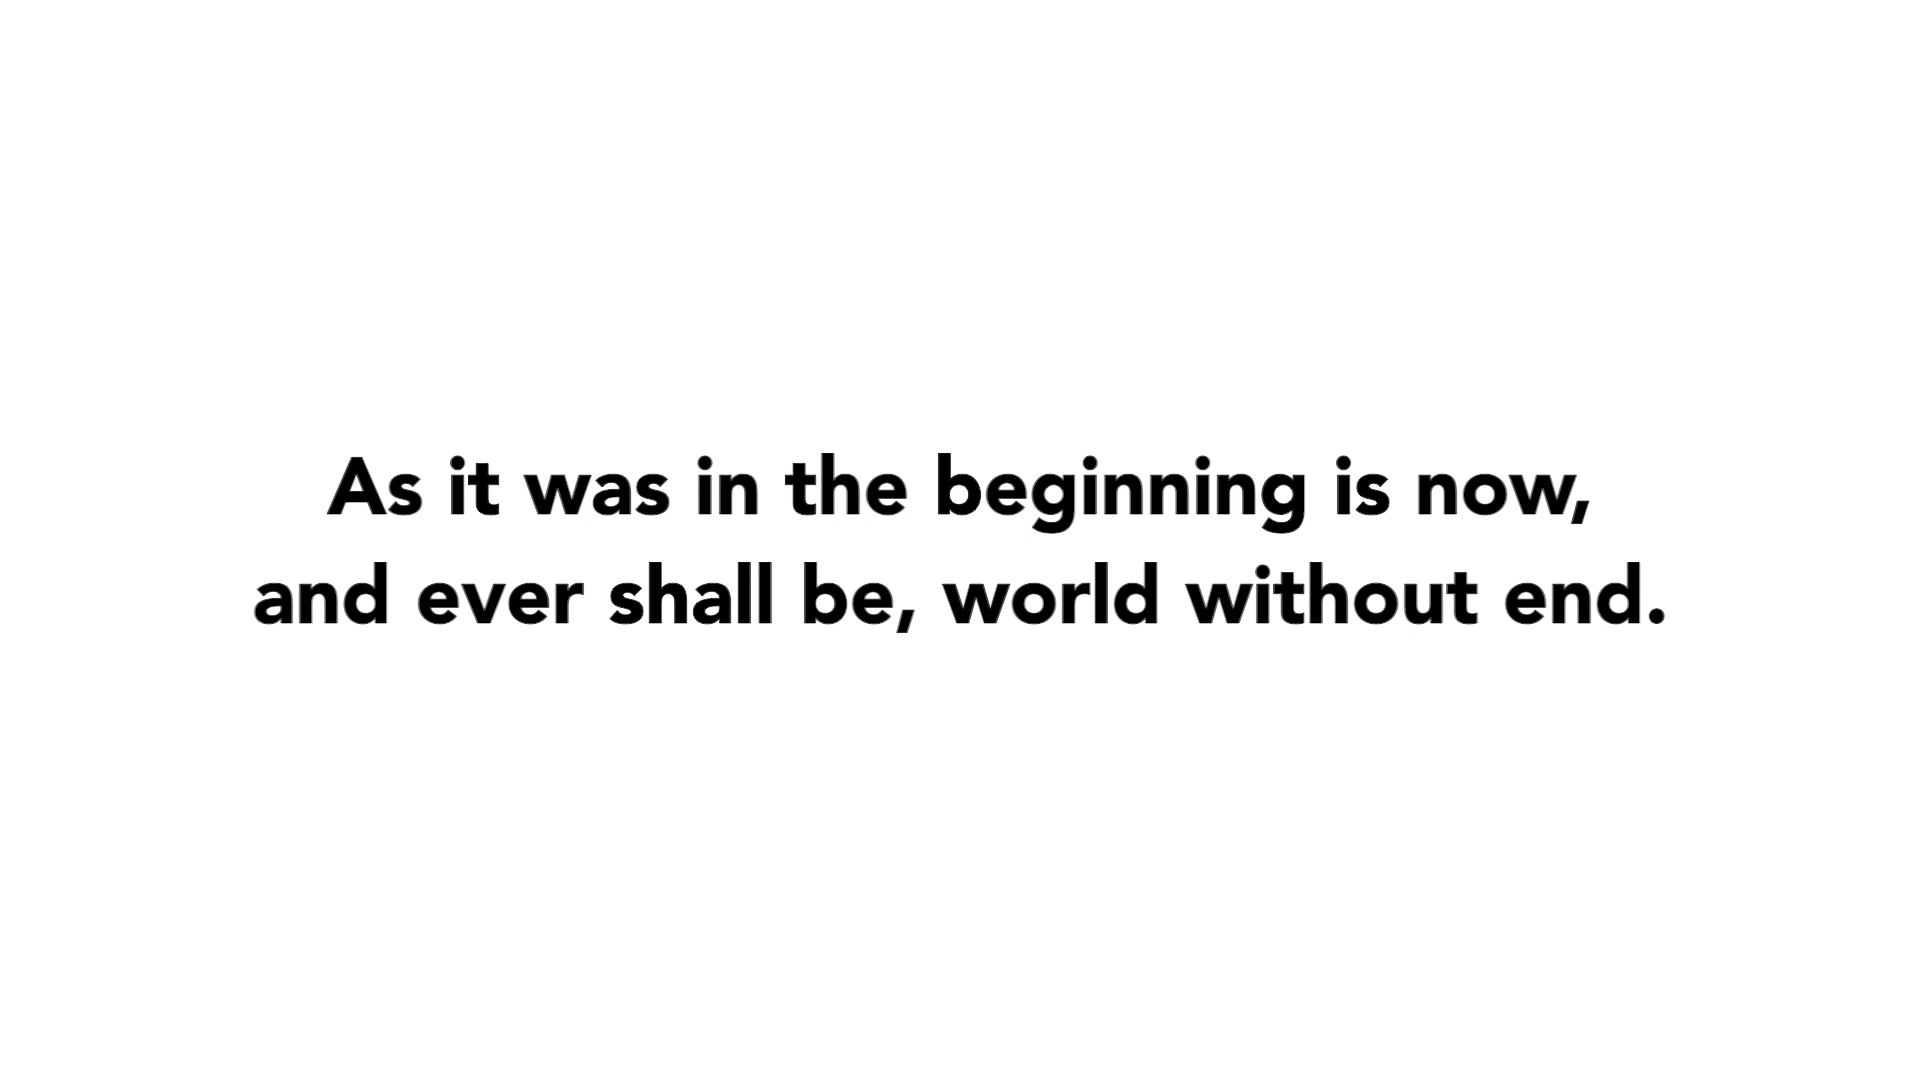 As it was in the beginning is now,
and ever shall be, world without end.